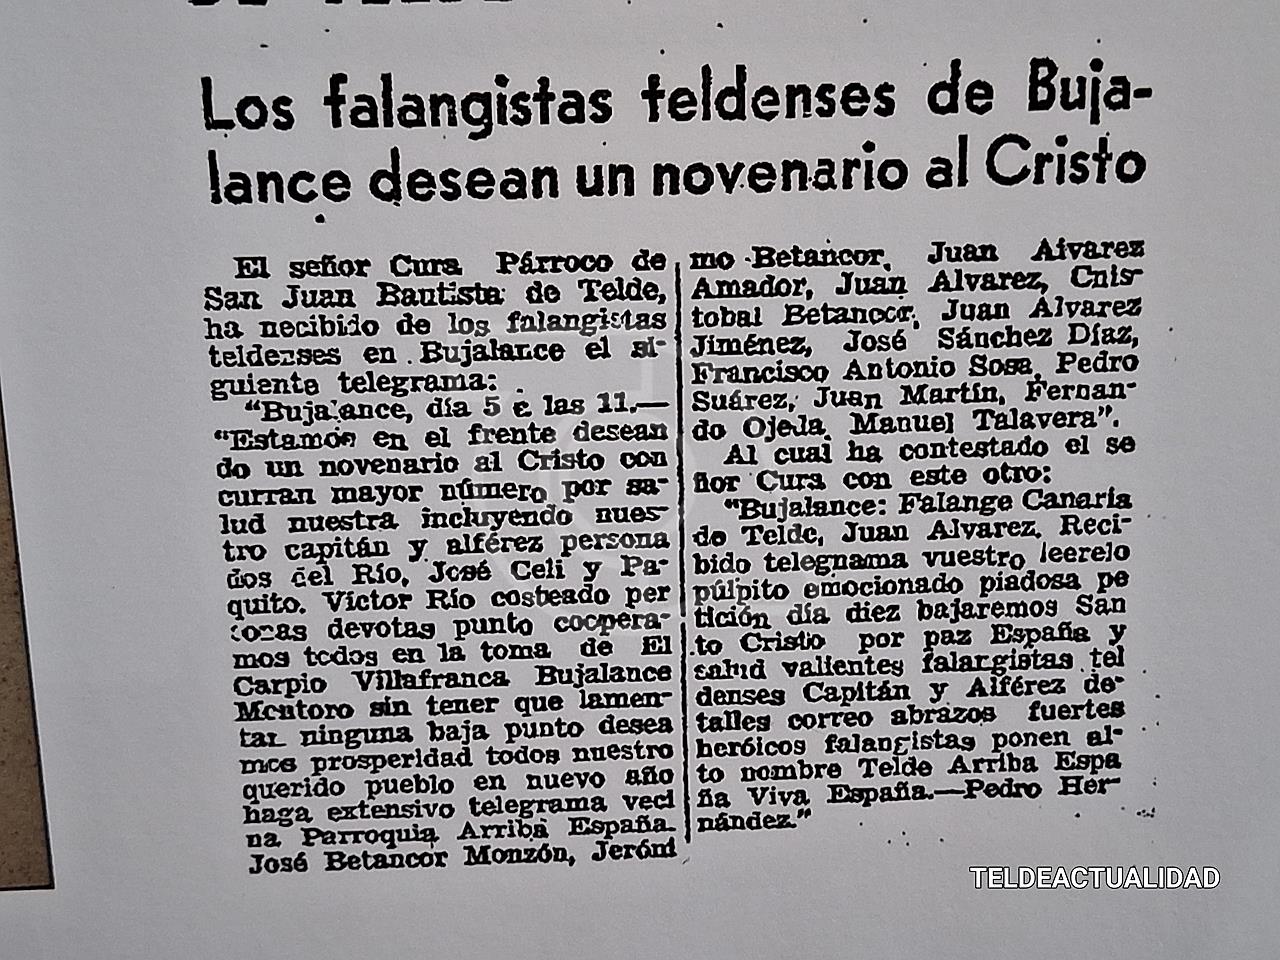 Los falangistas teldenses de Buja-
lance desean un novenario al Cristo
El señor Cura Párroco de
San Juan Bautista de Telde,
ha necibido de los falangistas
teldenses en Bujalance el si-
guiente telegrama:
“Bujalance, día 5 e las 11.—
“Estamos en el frente desean
do un novenario al Cristo con
curran mayor número por sa-
lud nuestra incluyendo nues-
tro capitán y alférez persona
dos del Río, José Celi y Pa-
quito. Víctor Río costeado per
devotas punto coopera-
mos todos en la toma de El
Carpio Villafranca Bujalance
Montoro sin tener que lamen-
tar ninguna baja punto desea
mos prosperidad todos nuestro
querido pueblo en nuevo año
haga extensivo telegrama veci
na Parroquia Arriba España.
José Betancor Monzón, Jeróni
mo Betancor, Juan Alvarez
Amador, Juan Alvarez, Cnis-
tobal Betancor, Juan Alvarez
Jiménez, José Sánchez Díaz,
Francisco Antonio Sosa, Pedro
Suárez, Juan Martín, Fernan-
do Ojeda, Manuel Talavera”.
Al cual ha contestado el se
ñor Cura con este otro:
“Bujalance: Falange Canaria
de Telde, Juan Alvarez. Reci-
bido telegnama vuestro leerelo
púlpito emocionado piadosa pe
tición día diez bajaremos San
to Cristo por paz España y
salud valientes falangistas tel
denses Capitán y Alférez de-
talles correo abrazos fuertes
heróicos falangistas ponen al-
to nombre Telde Arriba Espa
ña Viva España.—Pedro Her-
nández.”
TELDEACTUALIDAD